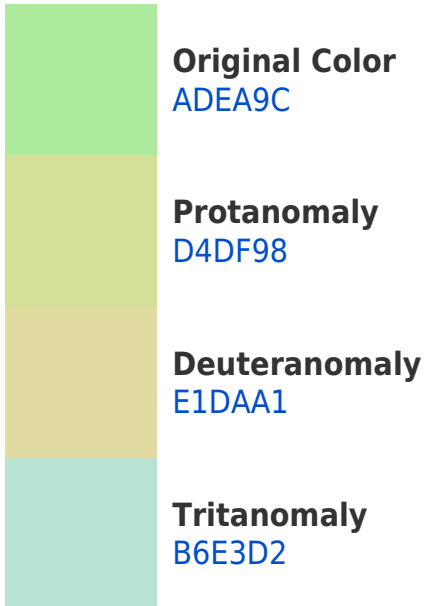 Original Color
ADEA9C
Protanomaly
D4DF98
Deuteranomaly
E1DAA1
Tritanomaly
B6E3D2